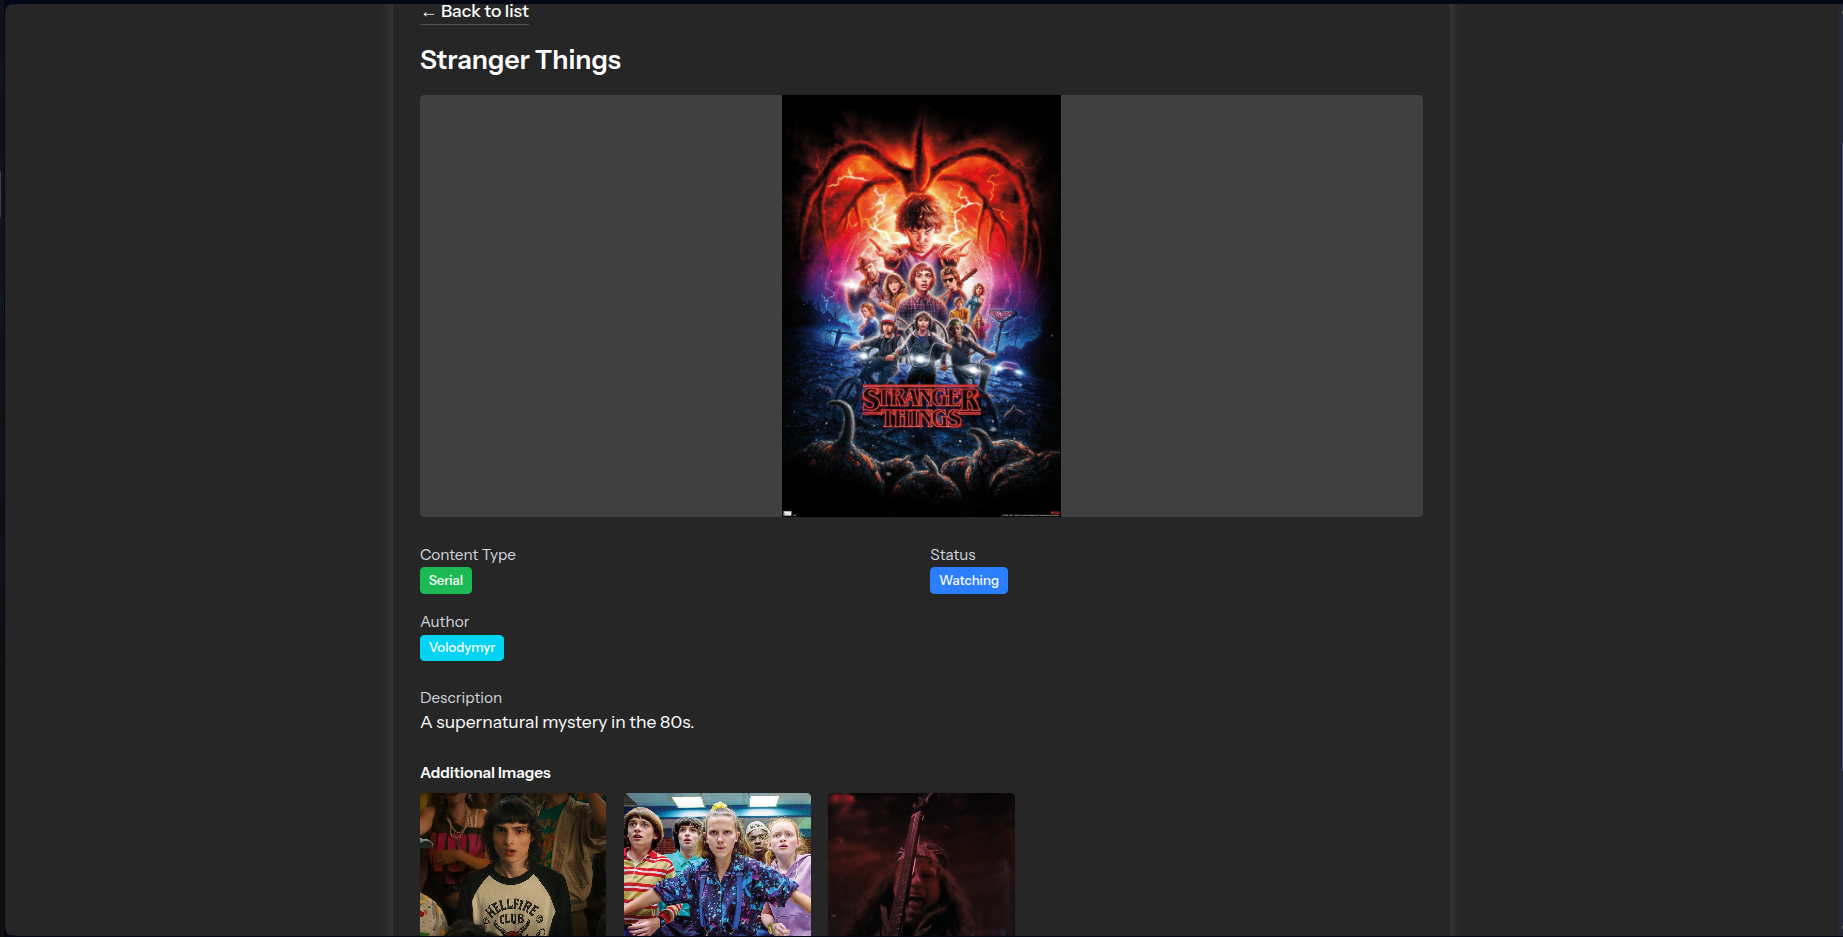 ← Back to list
Stranger Things
STRANGER
THINGS
Content Type
Status
Serial
Watching
Author
Volodymyr
Description
A supernatural mystery in the 80s.
Additional Images
HELLFIRE
CLUB